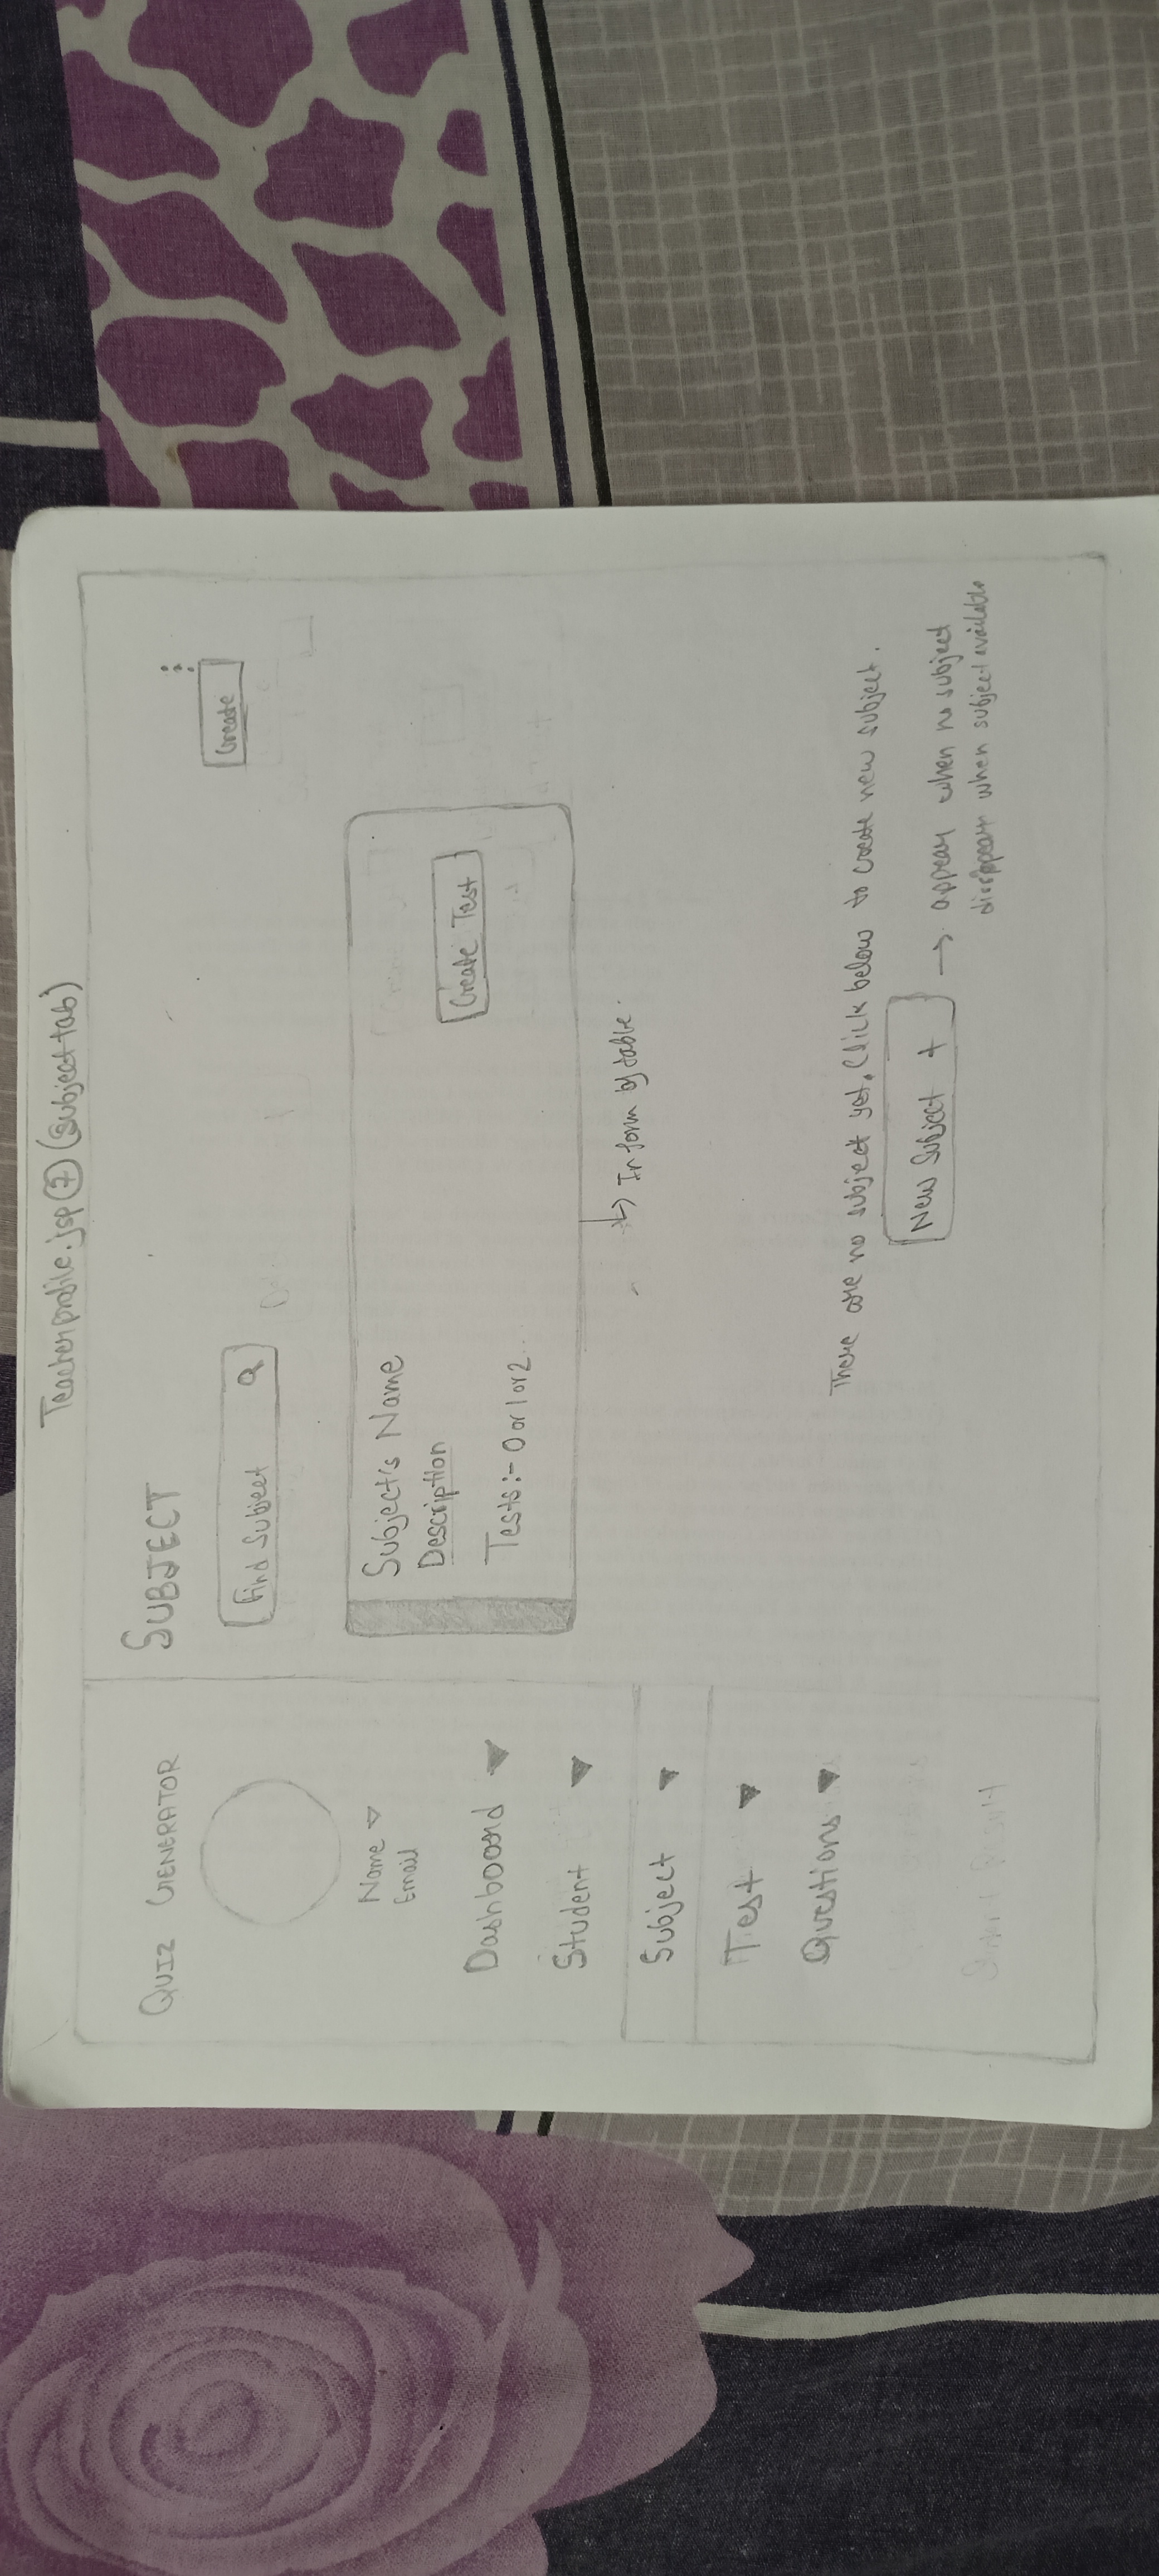 Teacherprofile.jsp (7) (Subject tab)
QUIZ GENERATOR
Name
Email
Dashboard
Student
Subject
Test
Questions
SUBJECT
Find Subject
Create
Subject's Name
Description
Tests:- 0 or 1 or 2...
Create Test
In form of table.
There are no subject yet. Click below to create new subject.
New Subject +
→ appear when no subject
disappear when subject available